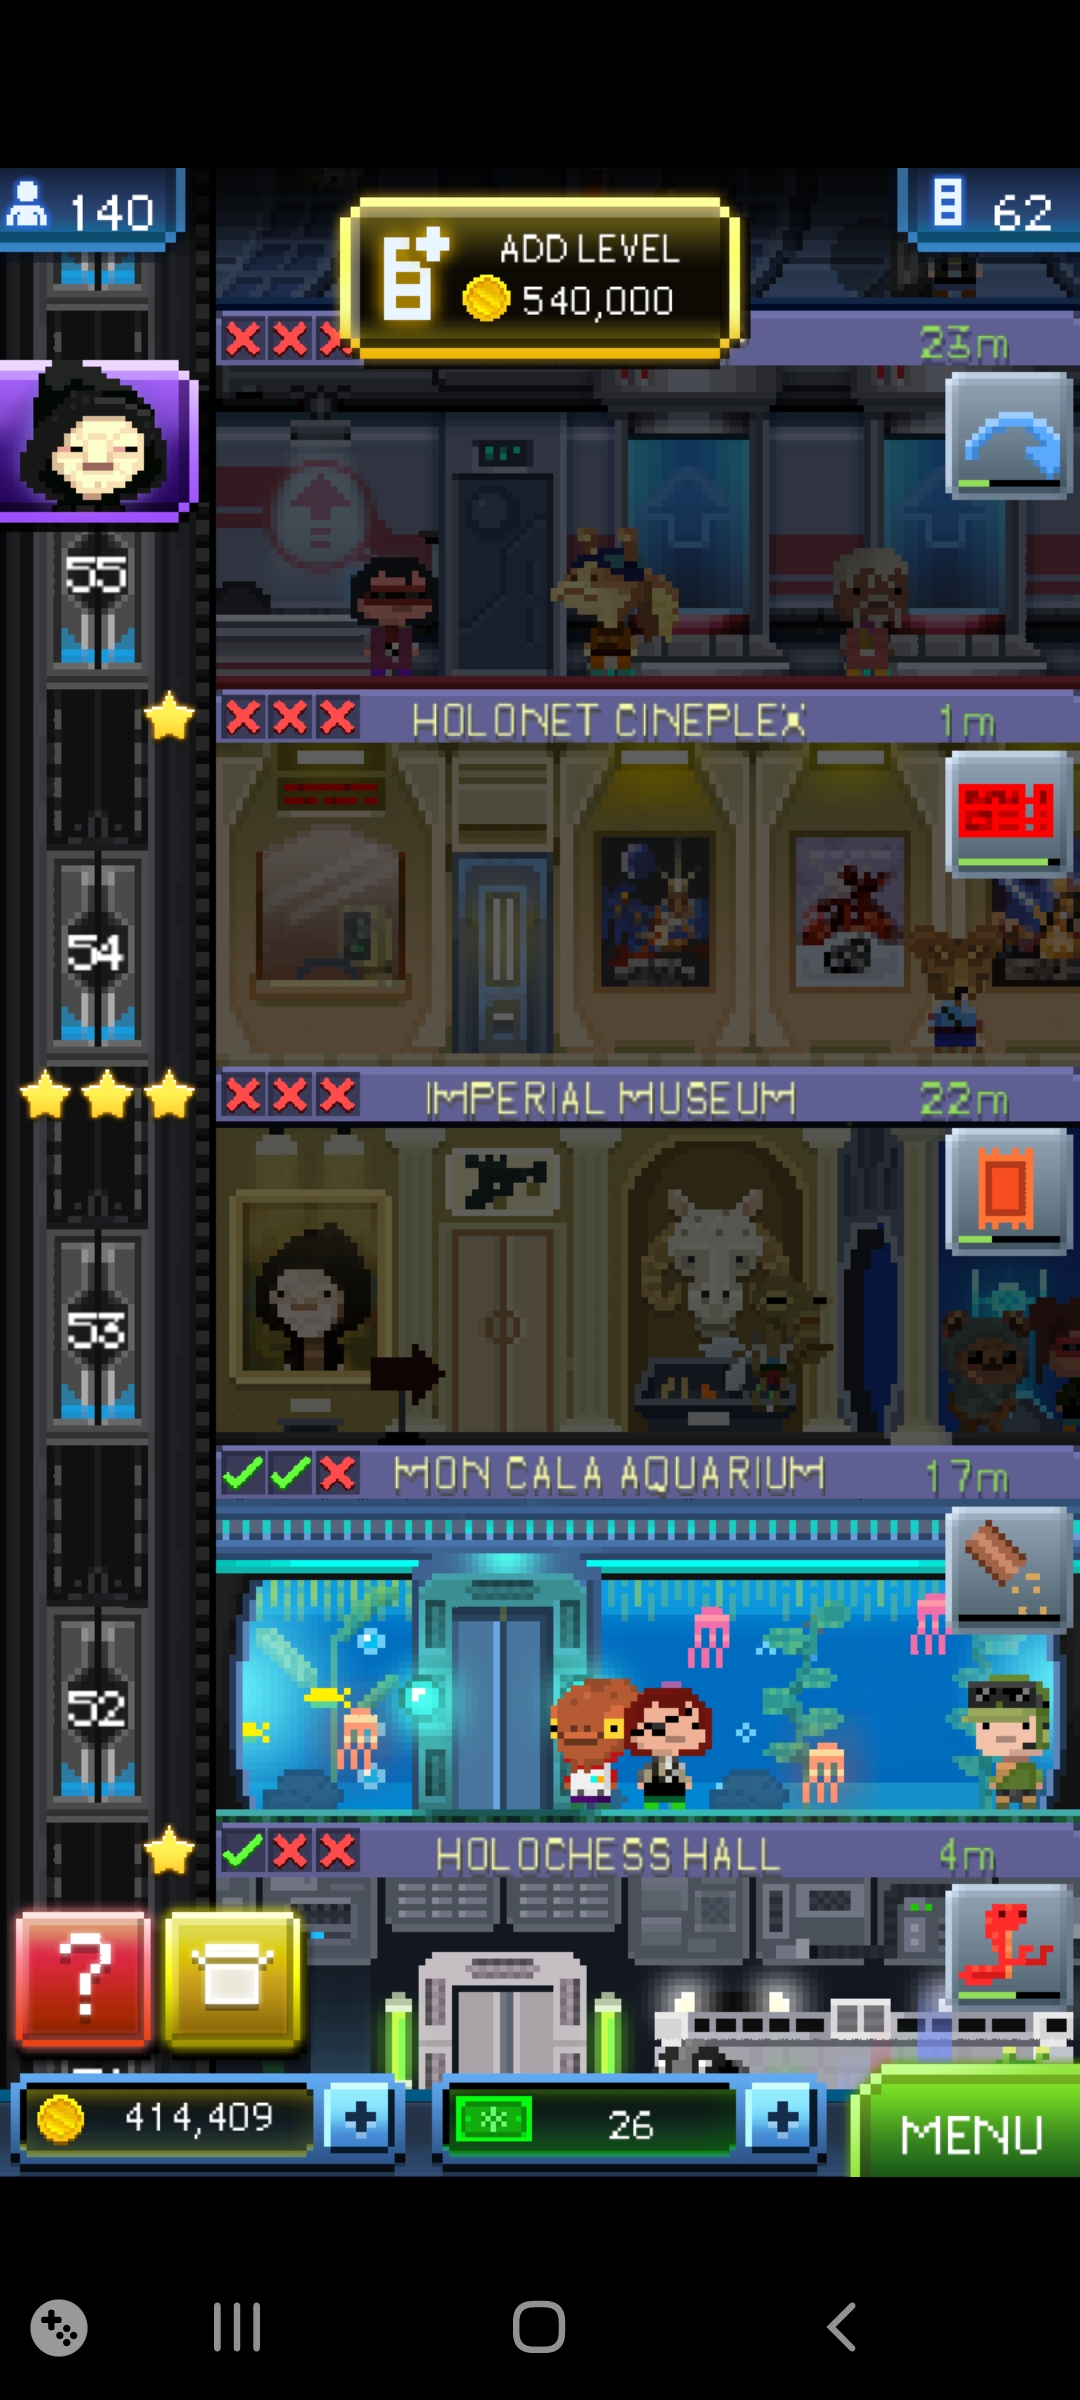 140
ADD LEVEL
540,000
62
23m
55
HOLONET CINEPLEX
1m
54
IMPERIAL MUSEUM
22m
53
MON CALA AQUARIUM
17m
52
HOLOCHESS HALL
4m
?
414,409
+
26
+
MENU